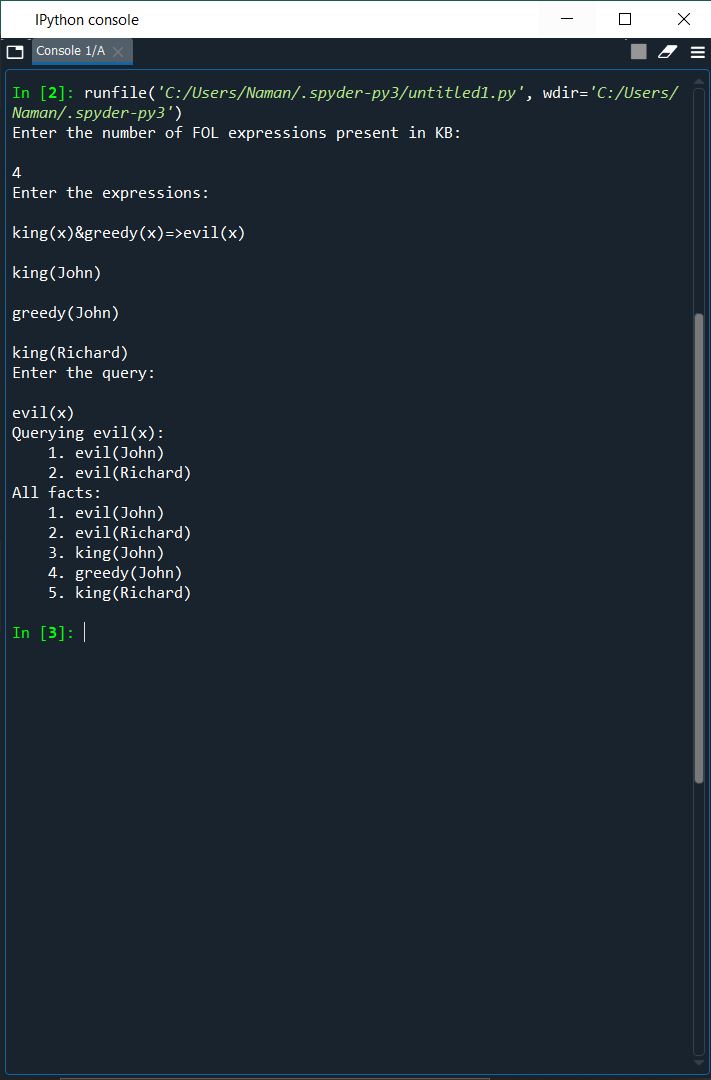 IPython console
Console 1/A
In [2]: runfile('C:/Users/Naman/.spyder-py3/untitled1.py', wdir='C:/Users/
Naman/.spyder-py3')
Enter the number of FOL expressions present in KB:
4
Enter the expressions:
king(x)&greedy(x)=>evil(x)
king(John)
greedy(John)
king(Richard)
Enter the query:
evil(x)
Querying evil(x):
    1. evil(John)
    2. evil(Richard)
All facts:
    1. evil(John)
    2. evil(Richard)
    3. king(John)
    4. greedy(John)
    5. king(Richard)
In [3]: